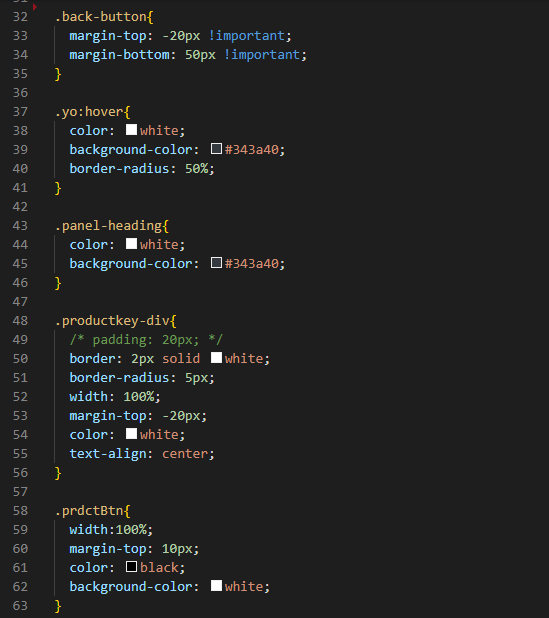 31
32 .back-button{
33 margin-top: -20px !important;
34 margin-bottom: 50px !important;
35 }
36
37 .yo:hover{
38 color: white;
39 background-color: #343a40;
40 border-radius: 50%;
41 }
42
43 .panel-heading{
44 color: white;
45 background-color: #343a40;
46 }
47
48 .productkey-div{
49 /* padding: 20px; */
50 border: 2px solid white;
51 border-radius: 5px;
52 width: 100%;
53 margin-top: -20px;
54 color: white;
55 text-align: center;
56 }
57
58 .prdctBtn{
59 width:100%;
60 margin-top: 10px;
61 color: black;
62 background-color: white;
63 }